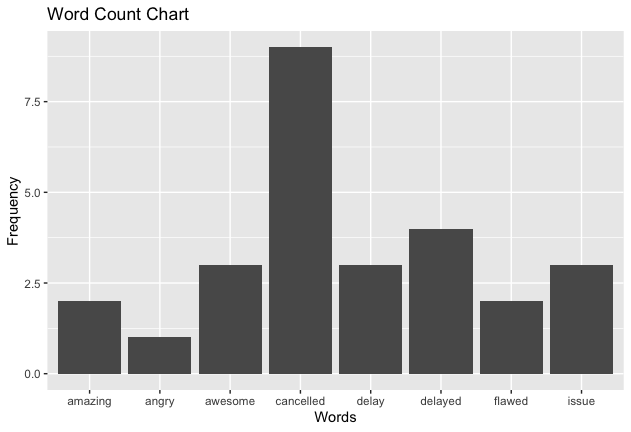 Word Count Chart
Frequency
7.5
5.0
2.5
0.0
amazing angry awesome cancelled delay delayed flawed issue
Words